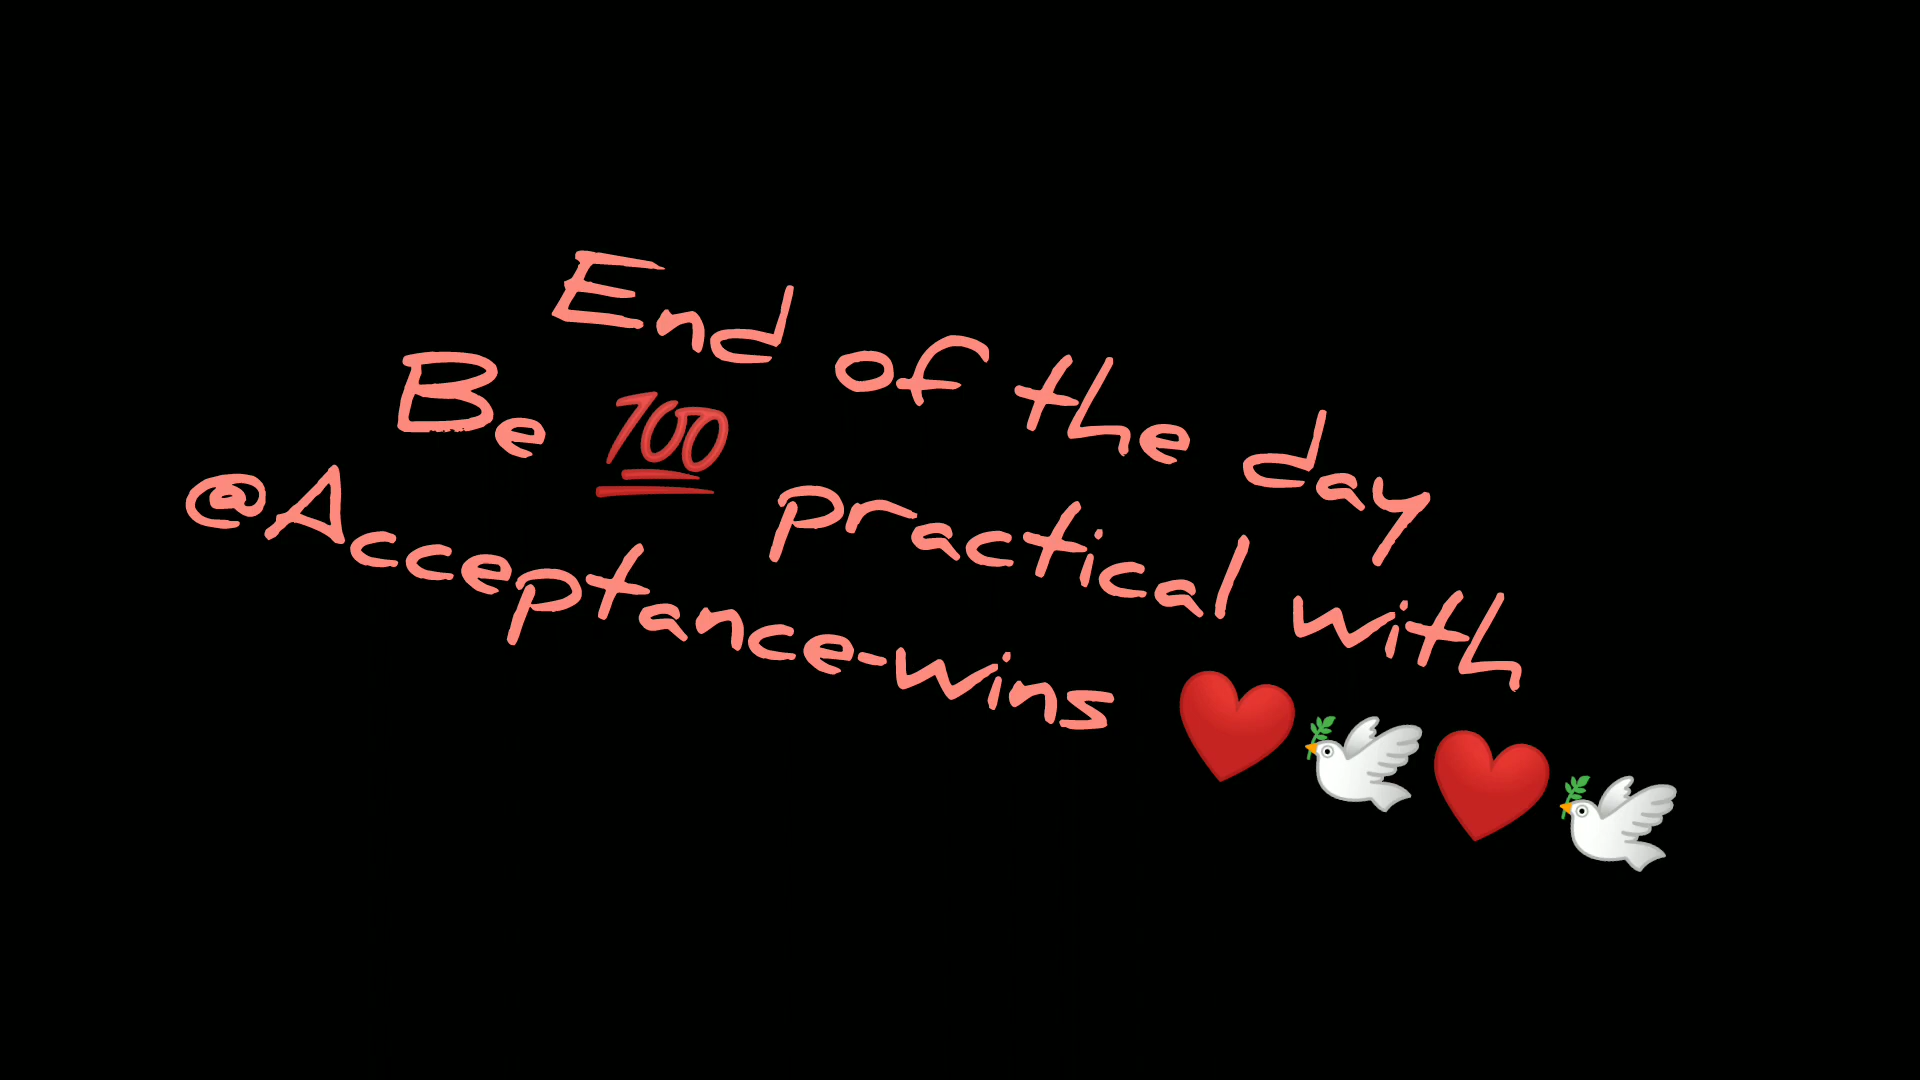 End of the day
Be 💯 practical with
@Acceptance-wins ❤️🕊️❤️🕊️